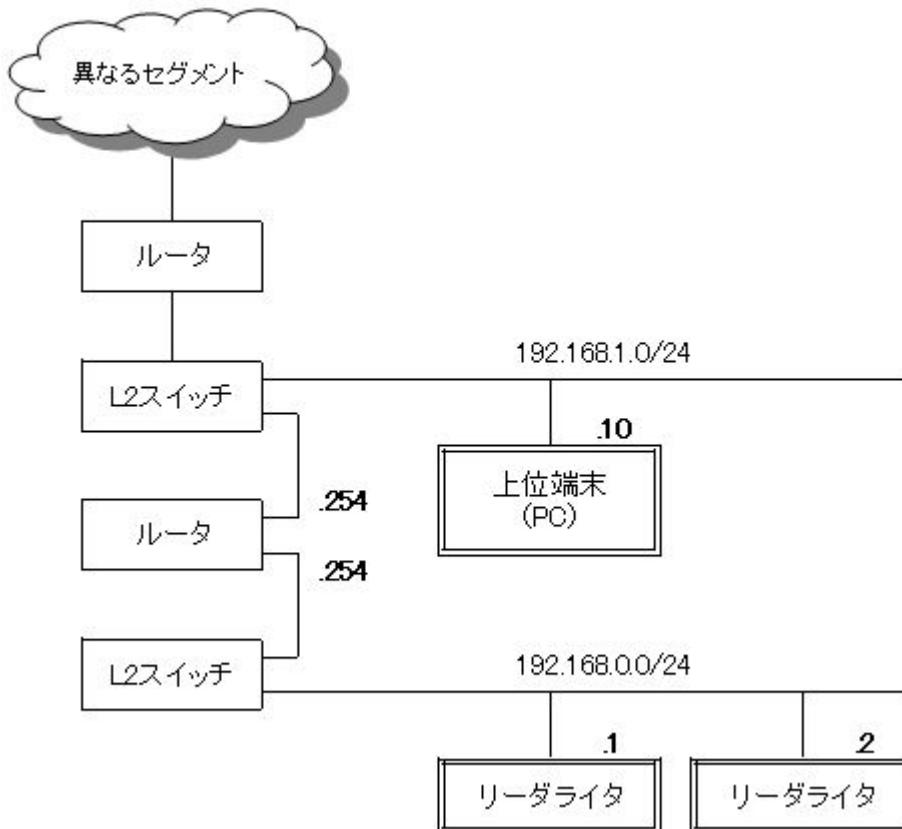 異なるセグメント
ルータ
192.168.1.0/24
L2スイッチ
.10
上位端末
(PC)
.254
ルータ
.254
L2スイッチ
192.168.0.0/24
.1
.2
リーダライタ
リーダライタ